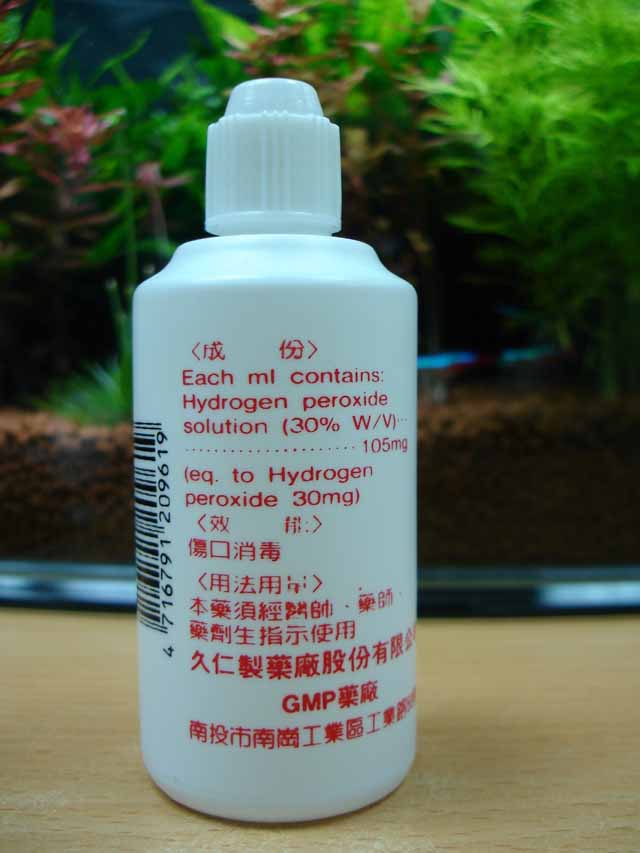 〈成 份〉
Each ml contains:
Hydrogen peroxide
solution (30% W/V)…
……………………… 105mg
(eq. to Hydrogen
peroxide 30mg)
〈效 能〉
傷口消毒
〈用法用量〉
本藥須經醫師、藥師、
藥劑生指示使用
久仁製藥廠股份有限公
GMP藥廠
南投市南崗工業區工業
4 716791 209619